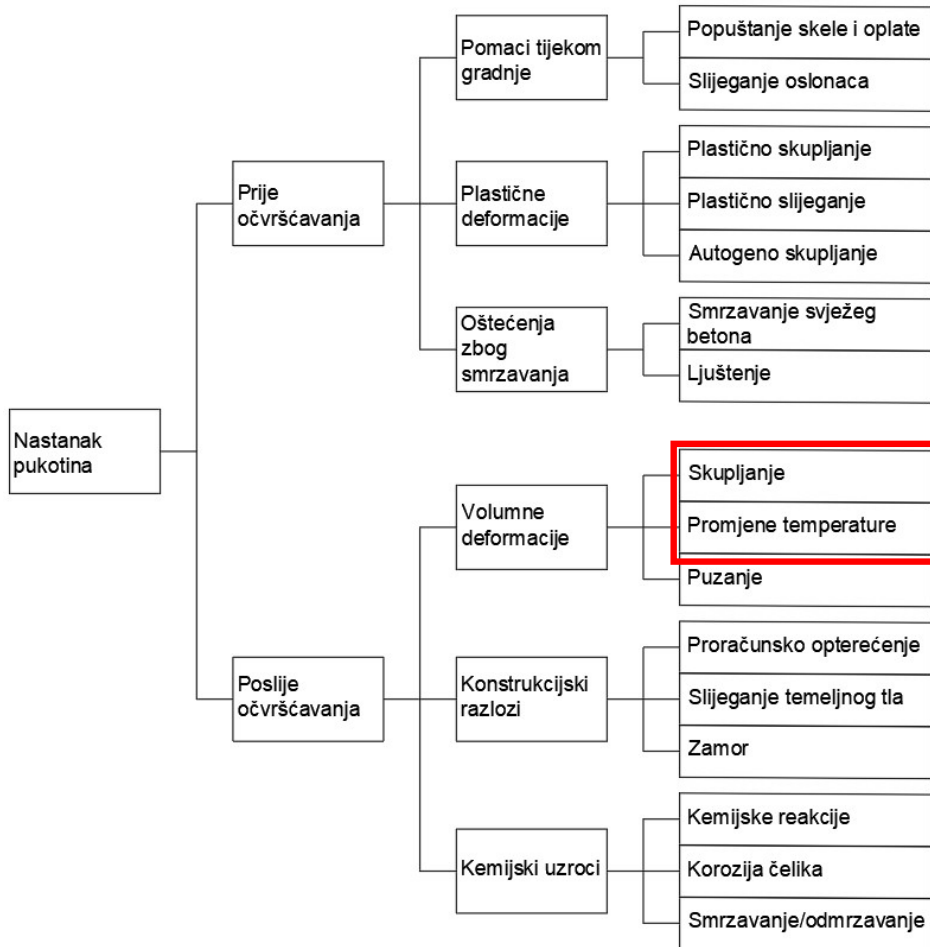 Nastanak
pukotina
Prije
očvršćavanja
Pomaci tijekom
gradnje
Popuštanje skele i oplate
Slijeganje oslonaca
Plastične
deformacije
Plastično skupljanje
Plastično slijeganje
Autogeno skupljanje
Oštećenja
zbog
smrzavanja
Smrzavanje svježeg
betona
Ljuštenje
Poslije
očvršćavanja
Volumne
deformacije
Skupljanje
Promjene temperature
Puzanje
Konstrukcijski
razlozi
Proračunsko opterećenje
Slijeganje temeljnog tla
Zamor
Kemijski uzroci
Kemijske reakcije
Korozija čelika
Smrzavanje/odmrzavanje